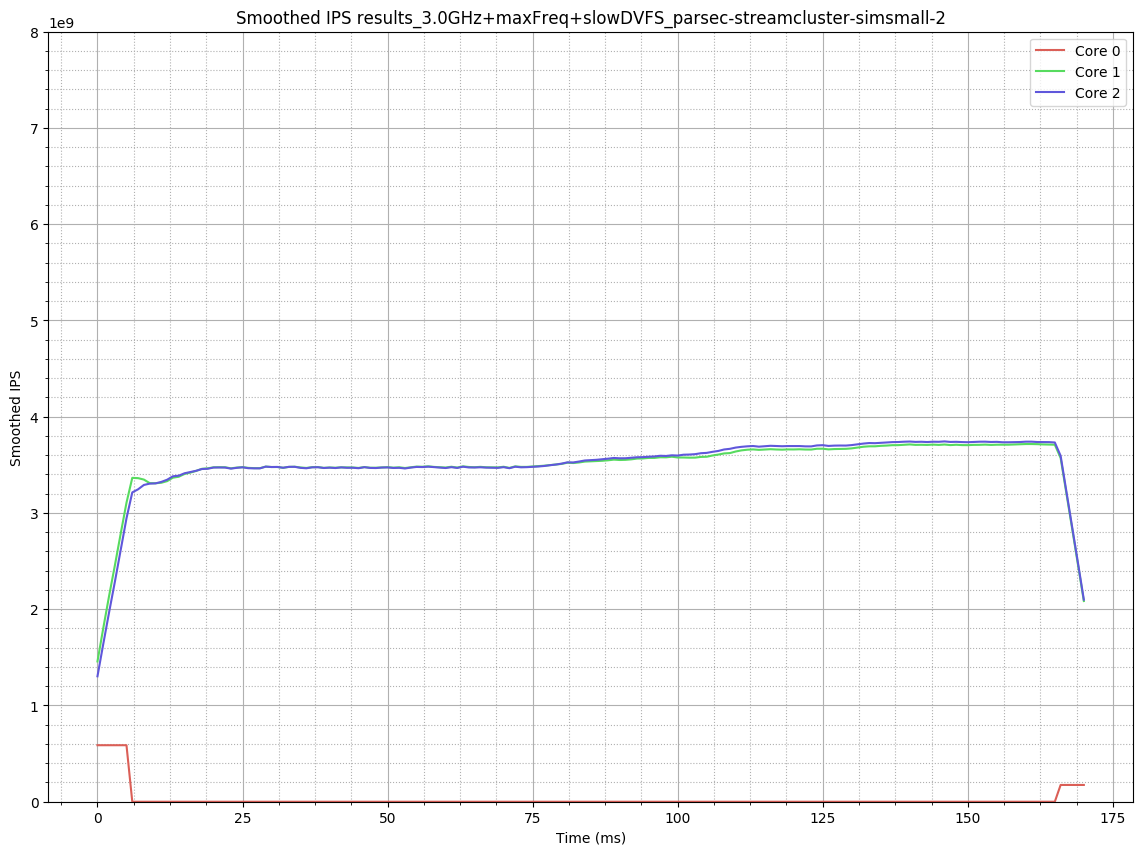 Smoothed IPS results_3.0GHz+maxFreq+slowDVFS_parsec-streamcluster-simsmall-2
1e9
8
7
6
5
4
3
2
1
0
Smoothed IPS
Core 0
Core 1
Core 2
0 25 50 75 100 125 150 175
Time (ms)